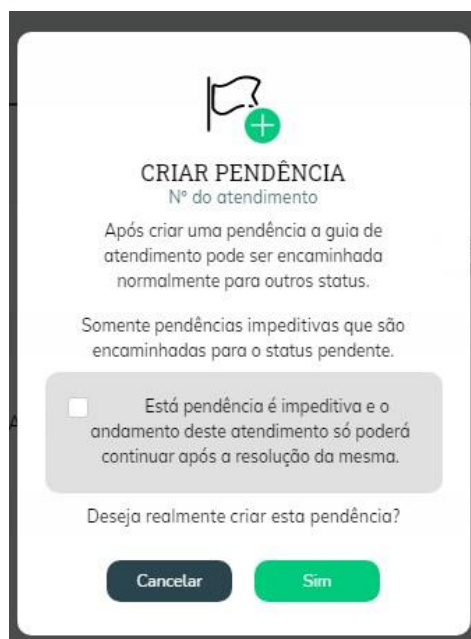 CRIAR PENDÊNCIA
Nº do atendimento
Após criar uma pendência a guia de
atendimento pode ser encaminhada
normalmente para outros status.
Somente pendências impeditivas que são
encaminhadas para o status pendente.
Está pendência é impeditiva e o
andamento deste atendimento só poderá
continuar após a resolução da mesma.
Deseja realmente criar esta pendência?
Cancelar Sim